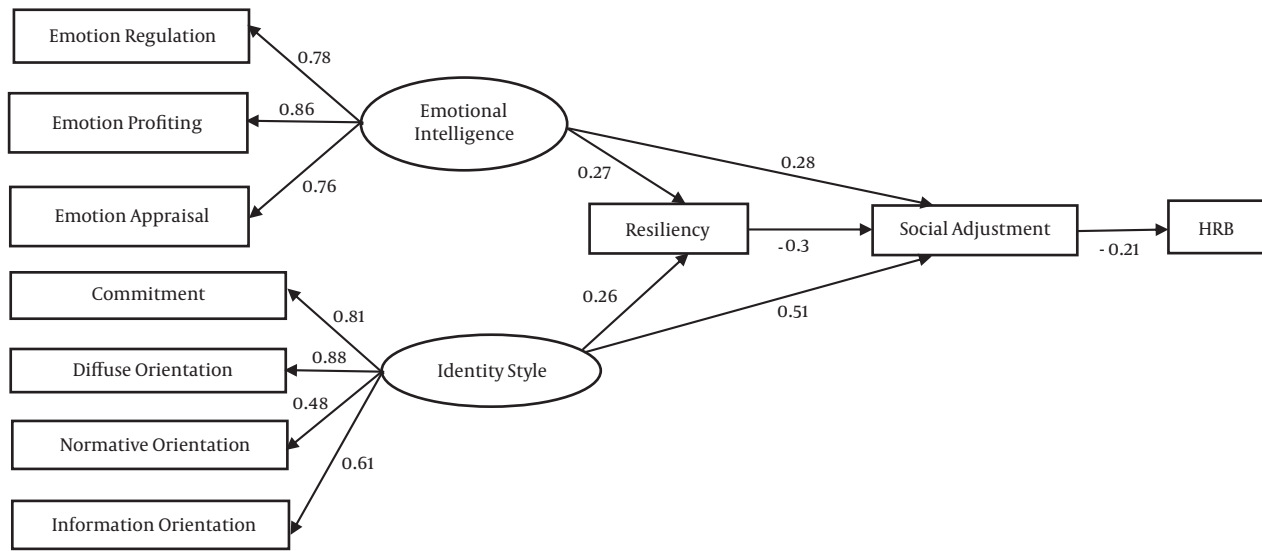 Emotion Regulation
0.78
Emotion Profiting
0.86
Emotional
Intelligence
Emotion Appraisal
0.76
0.27
0.28
Resiliency
-0.3
Social Adjustment
-0.21
HRB
Commitment
0.81
0.26
0.51
Diffuse Orientation
0.88
Identity Style
0.48
Normative Orientation
0.61
Information Orientation